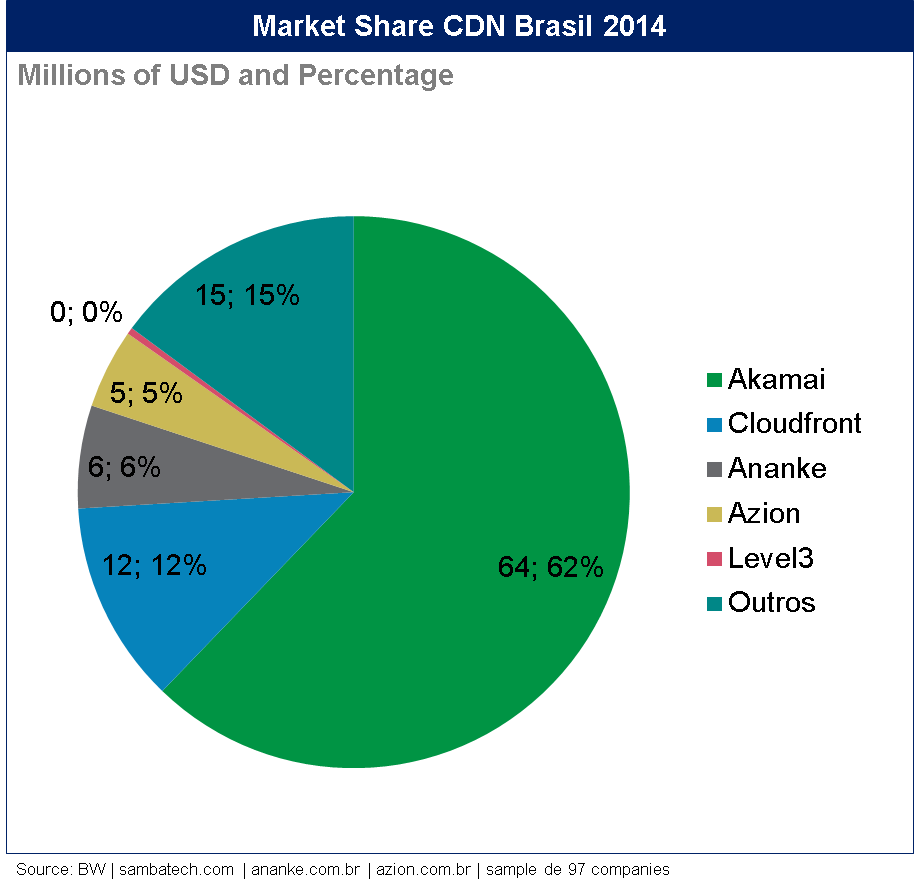 Market Share CDN Brasil 2014
Millions of USD and Percentage
15; 15%
0; 0%
5; 5%
6; 6%
12; 12%
64; 62%
Akamai
Cloudfront
Ananke
Azion
Level3
Outros
Source: BW | sambatech.com | ananke.com.br | azion.com.br | sample de 97 companies